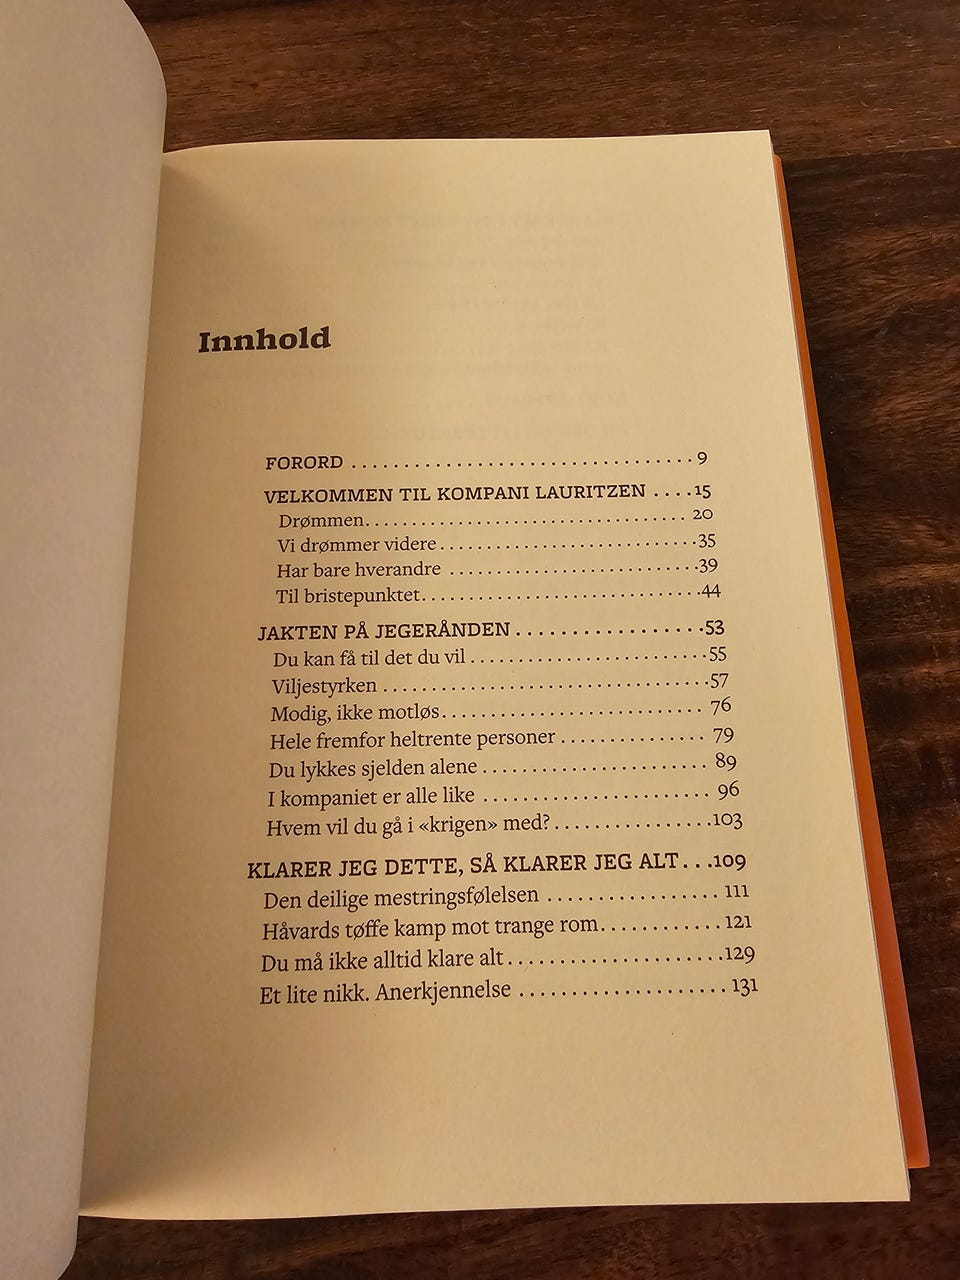 Innhold
FORORD . . . . . . . . . . . . . . . . . . . . . . . . . . . . . . . . . 9
VELKOMMEN TIL KOMPANI LAURITZEN . . . . 15
Drømmen. . . . . . . . . . . . . . . . . . . . . . . . . . . . . . . 20
Vi drømmer videre . . . . . . . . . . . . . . . . . . . . . . . . . 35
Har bare hverandre . . . . . . . . . . . . . . . . . . . . . . . . 39
Til bristepunktet. . . . . . . . . . . . . . . . . . . . . . . . . . . 44
JAKTEN PÅ JEGERÅNDEN . . . . . . . . . . . . . . . . . . 53
Du kan få til det du vil . . . . . . . . . . . . . . . . . . . . . . . 55
Viljestyrken . . . . . . . . . . . . . . . . . . . . . . . . . . . . . . . 57
Modig, ikke motløs. . . . . . . . . . . . . . . . . . . . . . . . . 76
Hele fremfor heltrente personer . . . . . . . . . . . . . . 79
Du lykkes sjelden alene . . . . . . . . . . . . . . . . . . . . . 89
I kompaniet er alle like . . . . . . . . . . . . . . . . . . . . . . 96
Hvem vil du gå i «krigen» med? . . . . . . . . . . . . . . . 103
KLARER JEG DETTE, SÅ KLARER JEG ALT . . . 109
Den deilige mestringsfølelsen . . . . . . . . . . . . . . . . 111
Håvards tøffe kamp mot trange rom. . . . . . . . . . . 121
Du må ikke alltid klare alt . . . . . . . . . . . . . . . . . . . . 129
Et lite nikk. Anerkjennelse . . . . . . . . . . . . . . . . . . . 131